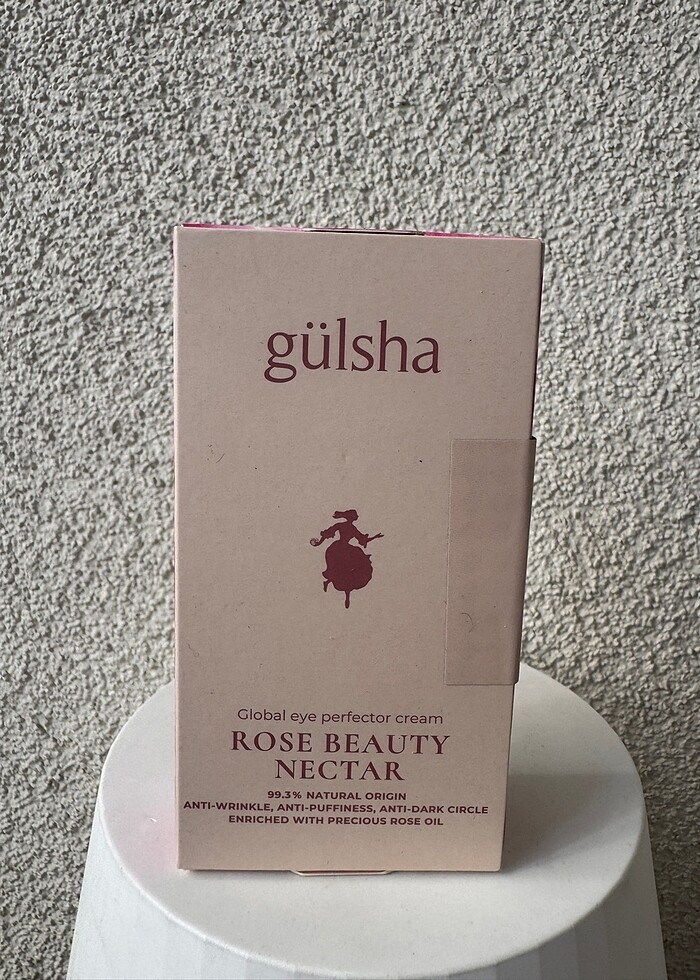 gülsha
Global eye perfector cream
ROSE BEAUTY
NECTAR
99.3% NATURAL ORIGIN
ANTI-WRINKLE, ANTI-PUFFINESS, ANTI-DARK CIRCLE
ENRICHED WITH PRECIOUS ROSE OIL